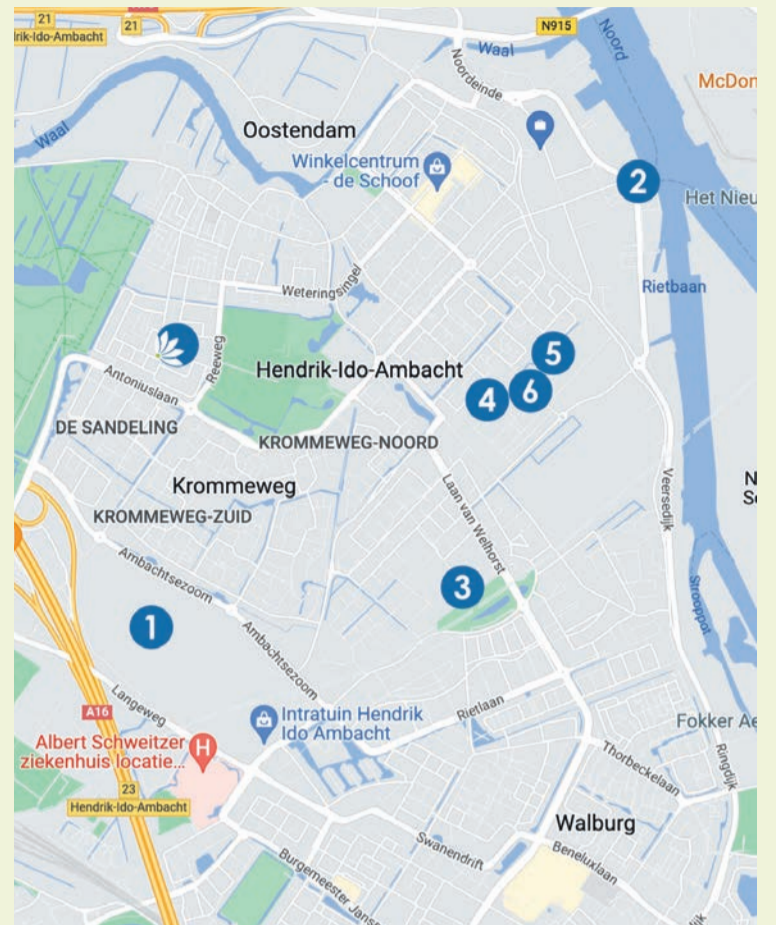 21
21
rik-Ido-Ambacht
N915
Waal
Noord
Noordeinde
McDon
Oostendam
Waal
Winkelcentrum
de Schoof
2
Het Nieu
Weteringsingel
Rietbaan
Reeweg
5
Hendrik-Ido-Ambacht
Antoniuslaan
6
4
DE SANDELING
KROMMEWEG-NOORD
Krommeweg
N
Laan van Welhorst
Veersedijk
KROMMEWEG-ZUID
Ambachtsezoom
3
Strooppot
1
Ambachtsezoom
Langeweg
A16
Intratuin Hendrik
Ido Ambacht
Rietlaan
Fokker Ae
Albert Schweitzer
ziekenhuis locatie...
H
Thorbeckelaan
Ringdijk
23
Hendrik-Ido-Ambacht
Walburg
Swanendrift
Beneluxlaan
Burgemeester Jans